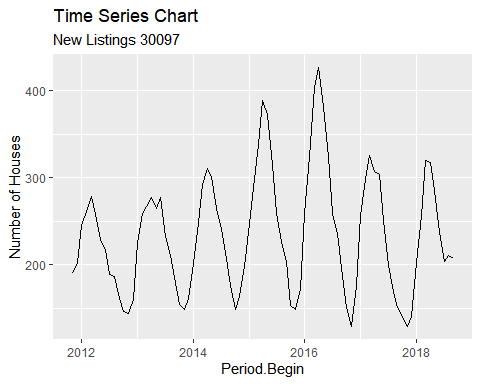 Time Series Chart
New Listings 30097
400
300
200
Number of Houses
2012 2014 2016 2018
Period.Begin